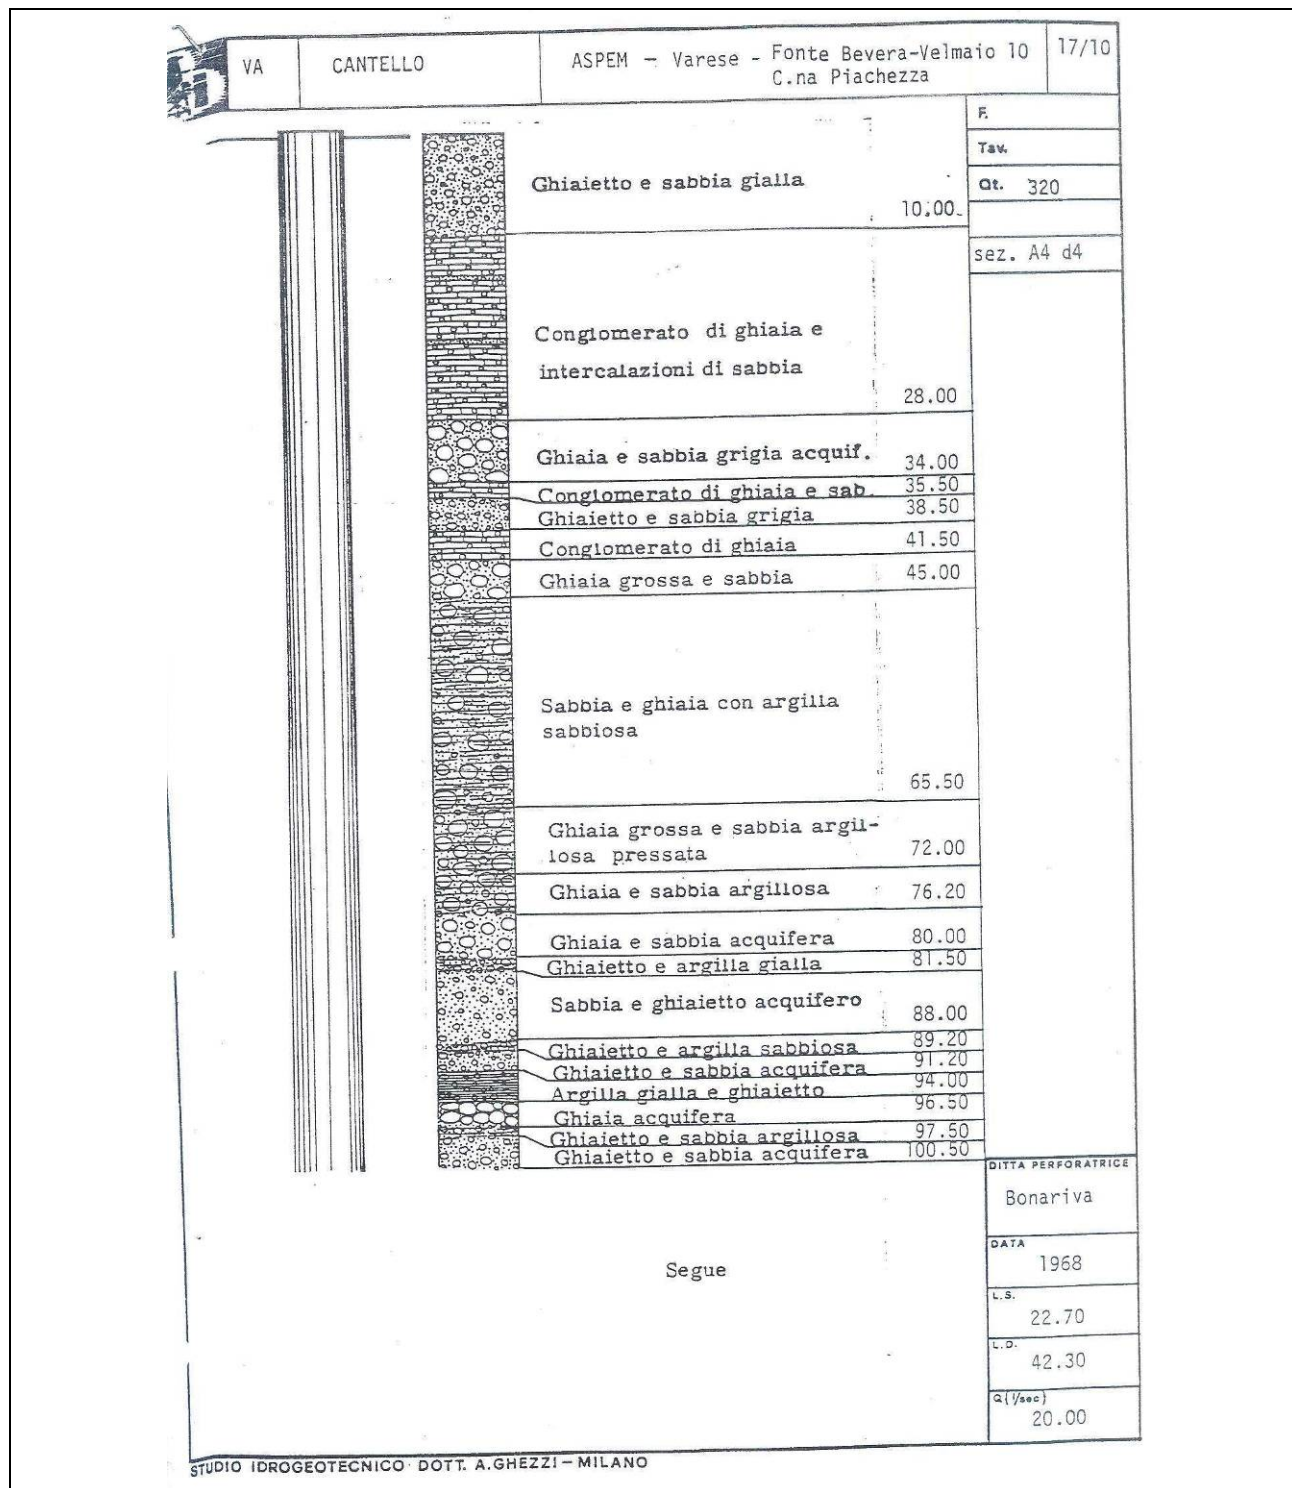 VA
CANTELLO
ASPEM - Varese - Fonte Bevera-Velmaio 10
C.na Piachezza
17/10
F.
Tav.
Qt. 320
sez. A4 d4
Ghiaietto e sabbia gialla
10.00
Conglomerato di ghiaia e
intercalazioni di sabbia
28.00
Ghiaia e sabbia grigia acquif.
34.00
Conglomerato di ghiaia e sab.
35.50
Ghiaietto e sabbia grigia
38.50
Conglomerato di ghiaia
41.50
Ghiaia grossa e sabbia
45.00
Sabbia e ghiaia con argilla
sabbiosa
65.50
Ghiaia grossa e sabbia argil-
losa pressata
72.00
Ghiaia e sabbia argillosa
76.20
Ghiaia e sabbia acquifera
80.00
Ghiaietto e argilla gialla
81.50
Sabbia e ghiaietto acquifero
88.00
Ghiaietto e argilla sabbiosa
89.20
Ghiaietto e sabbia acquifera
91.20
Argilla gialla e ghiaietto
94.00
Ghiaia acquifera
96.50
Ghiaietto e sabbia argillosa
97.50
Ghiaietto e sabbia acquifera
100.50
Segue
DITTA PERFORATRICE
Bonariva
DATA
1968
L.S.
22.70
L.D.
42.30
Q (l/sec)
20.00
STUDIO IDROGEOTECNICO DOTT. A.GHEZZI - MILANO